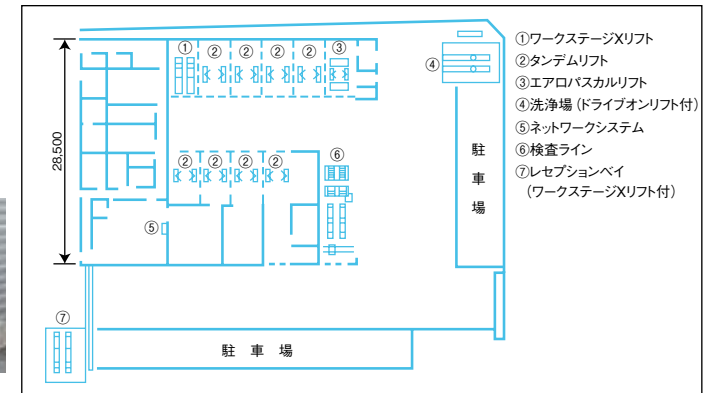 ① ② ② ② ② ③
④
28,500
② ② ② ②
⑥
⑤
⑦
駐車場
駐車場
①ワークステージXリフト
②タンデムリフト
③エアロパスカルリフト
④洗浄場（ドライブオンリフト付）
⑤ネットワークシステム
⑥検査ライン
⑦レセプションベイ
（ワークステージXリフト付）